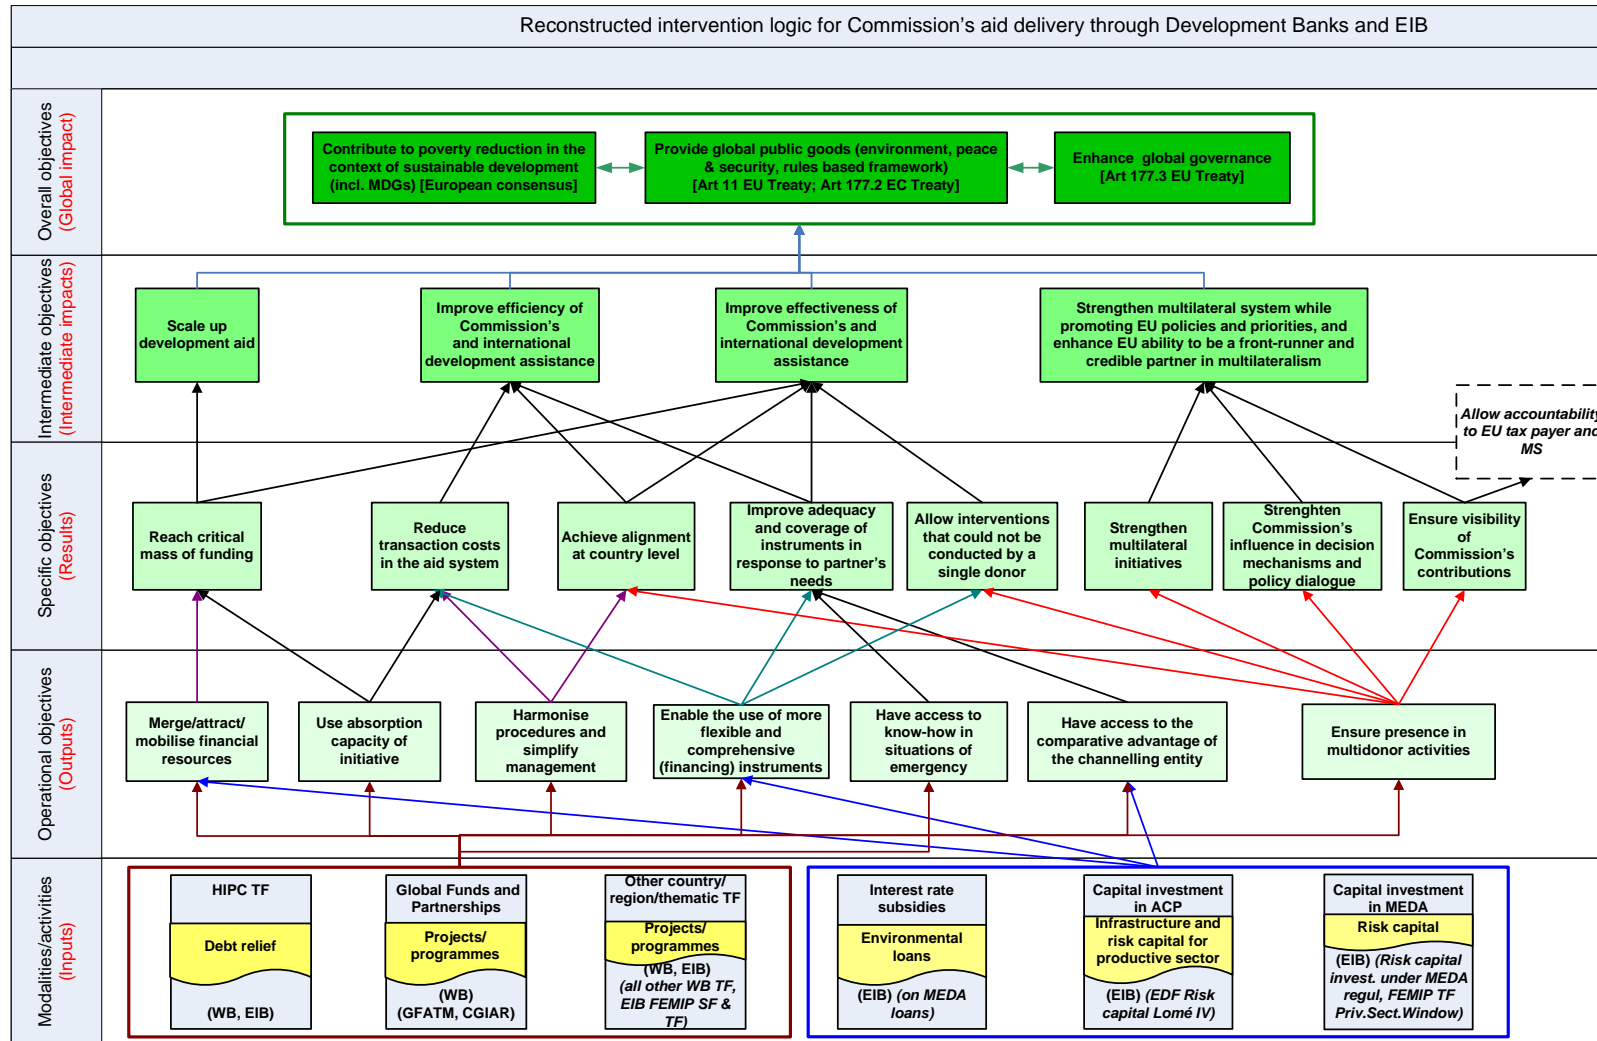 Reconstructed intervention logic for Commission's aid delivery through Development Banks and EIB
Overall objectives
(Global impact)
Contribute to poverty reduction in the
context of sustainable development
(incl. MDGs) [European consensus]
Provide global public goods (environment, peace
& security, rules based framework)
[Art 11 EU Treaty; Art 177.2 EC Treaty]
Enhance global governance
[Art 177.3 EU Treaty]
Intermediate objectives
(Intermediate impacts)
Scale up
development aid
Improve efficiency of
Commission's
and international
development assistance
Improve effectiveness of
Commission's and
international development
assistance
Strengthen multilateral system while
promoting EU policies and priorities, and
enhance EU ability to be a front-runner and
credible partner in multilateralism
Allow accountability
to EU tax payer and
MS
Specific objectives
(Results)
Reach critical
mass of funding
Reduce
transaction costs
in the aid system
Achieve alignment
at country level
Improve adequacy
and coverage of
instruments in
response to partner's
needs
Allow interventions
that could not be
conducted by a
single donor
Strengthen
multilateral
initiatives
Strenghten
Commission's
influence in decision
mechanisms and
policy dialogue
Ensure visibility
of
Commission's
contributions
Operational objectives
(Outputs)
Merge/attract/
mobilise financial
resources
Use absorption
capacity of
initiative
Harmonise
procedures and
simplify
management
Enable the use of more
flexible and
comprehensive
(financing) instruments
Have access to
know-how in
situations of
emergency
Have access to the
comparative advantage of
the channelling entity
Ensure presence in
multidonor activities
Modalities/activities
(Inputs)
HIPC TF
Debt relief
(WB, EIB)
Global Funds and
Partnerships
Projects/
programmes
(WB)
(GFATM, CGIAR)
Other country/
region/thematic TF
Projects/
programmes
(WB, EIB)
(all other WB TF,
EIB FEMIP SF &
TF)
Interest rate
subsidies
Environmental
loans
(EIB) (on MEDA
loans)
Capital investment
in ACP
Infrastructure and
risk capital for
productive sector
(EIB) (EDF Risk
capital Lomé IV)
Capital investment
in MEDA
Risk capital
(EIB) (Risk capital
invest. under MEDA
regul, FEMIP TF
Priv.Sect.Window)